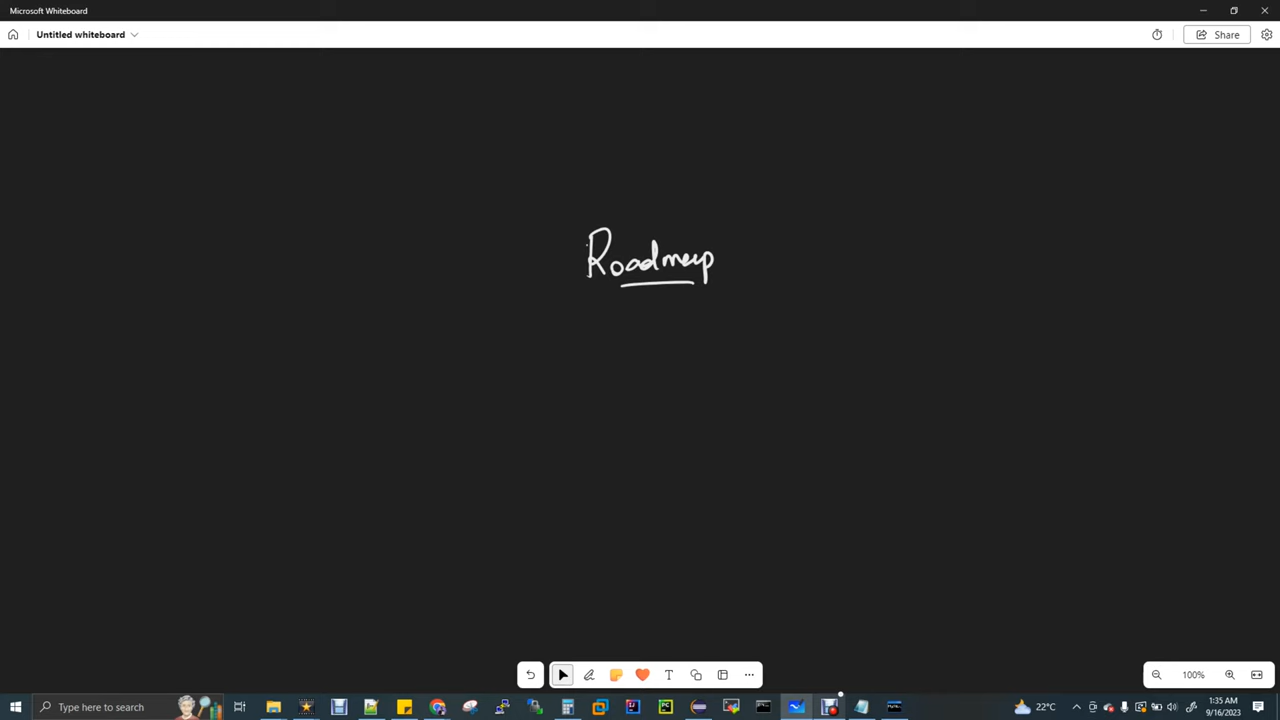 Microsoft Whiteboard
Untitled whiteboard
Share
Roadmap
100%
Type here to search
22°C
1:35 AM
9/16/2023